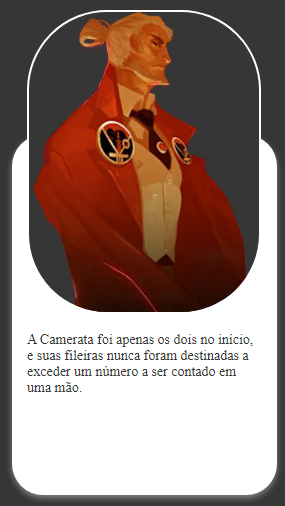 A Camerata foi apenas os dois no início,
e suas fileiras nunca foram destinadas a
exceder um número a ser contado em
uma mão.